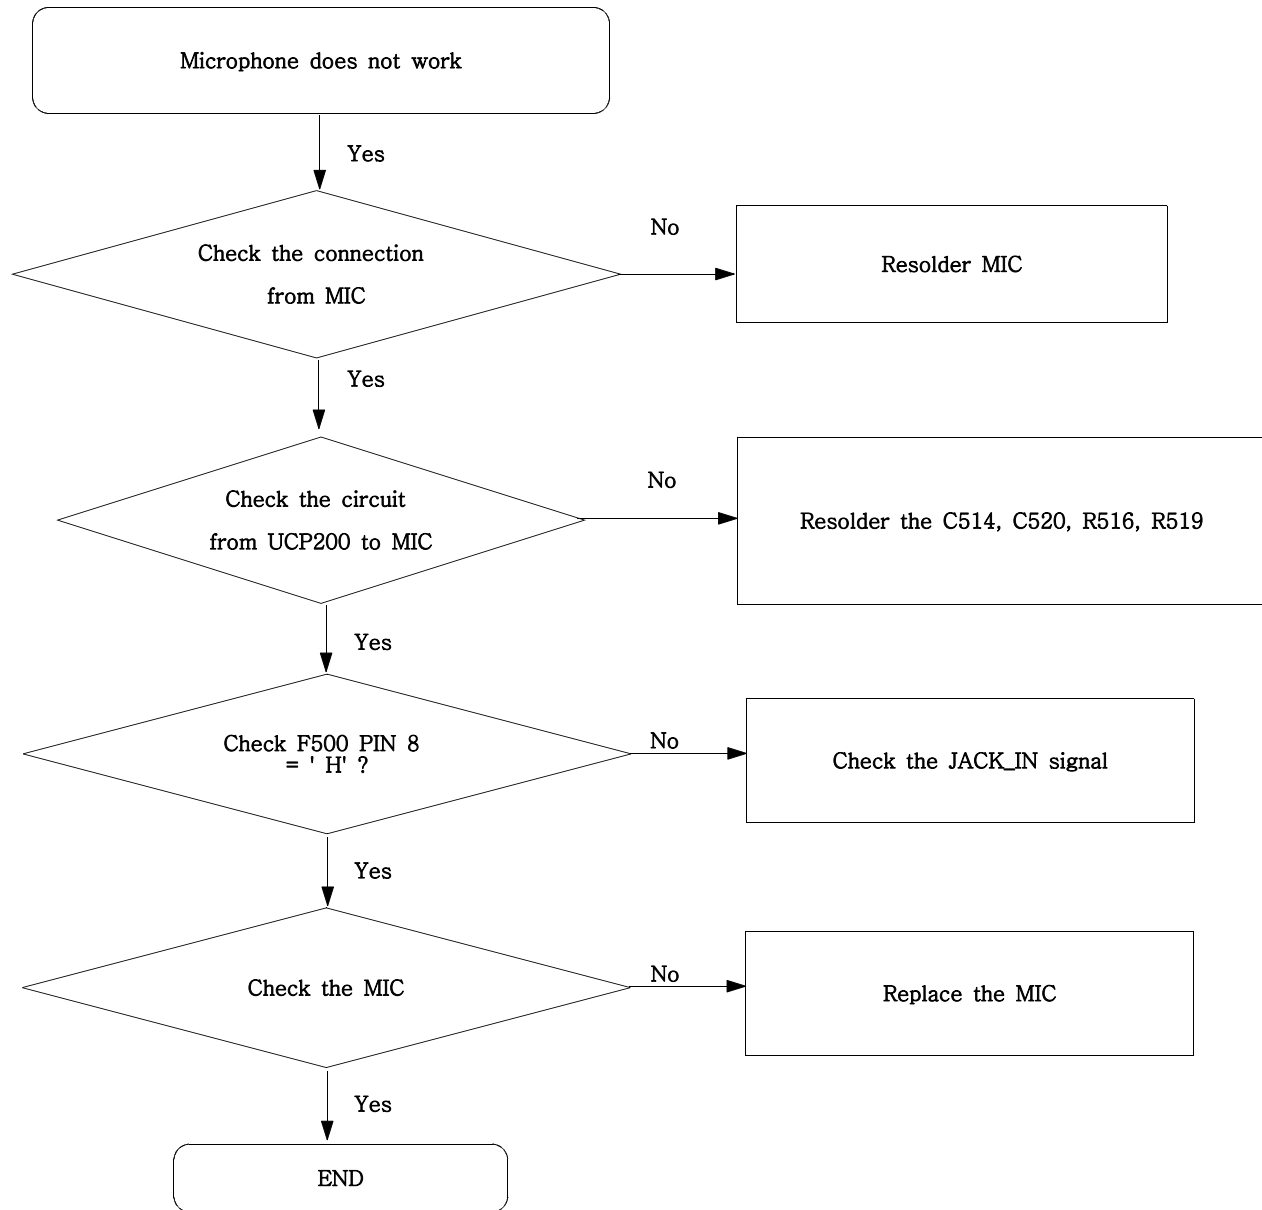 Microphone does not work
Yes
Check the connection
from MIC
No
Resolder MIC
Yes
Check the circuit
from UCP200 to MIC
No
Resolder the C514, C520, R516, R519
Yes
Check F500 PIN 8
= ' H' ?
No
Check the JACK_IN signal
Yes
Check the MIC
No
Replace the MIC
Yes
END